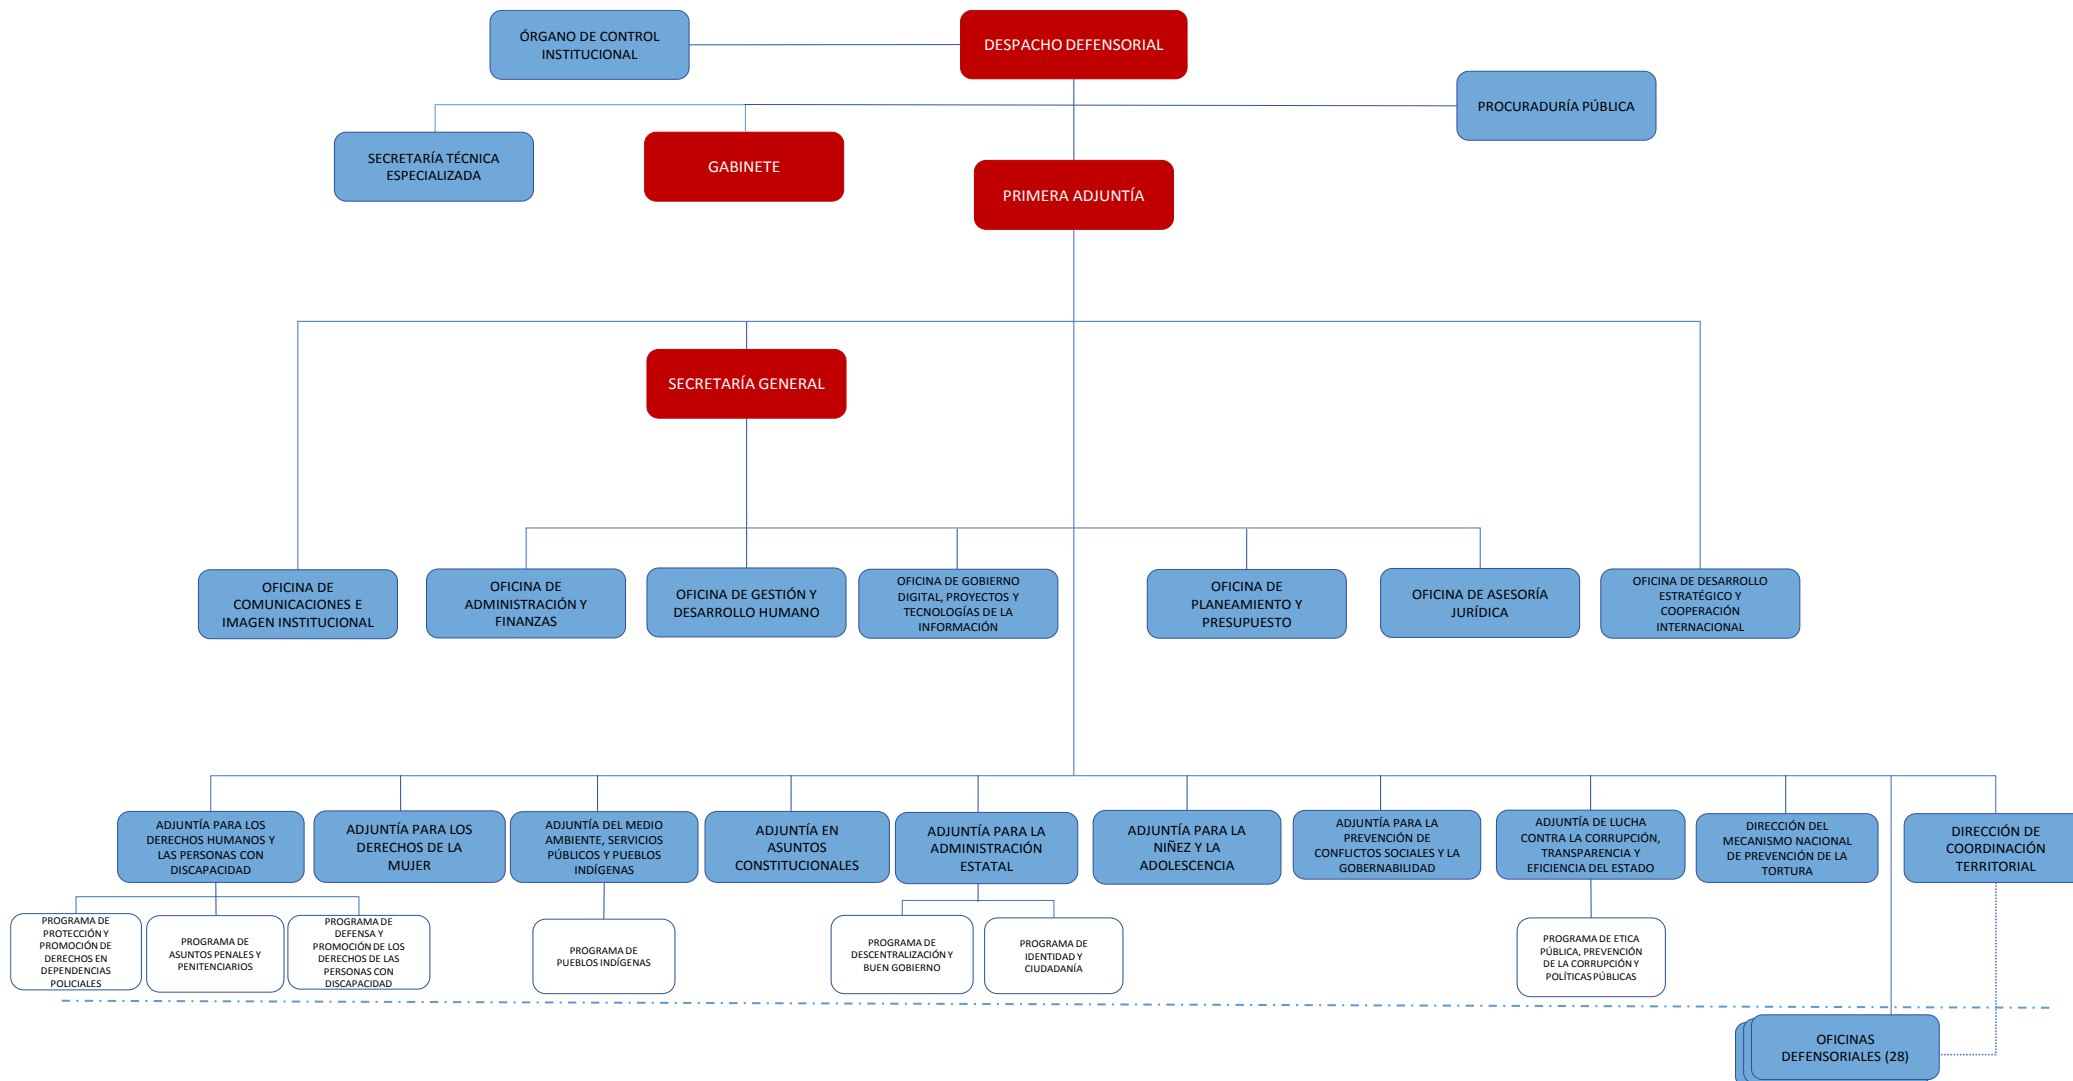 ÓRGANO DE CONTROL
INSTITUCIONAL
DESPACHO DEFENSORIAL
PROCURADURÍA PÚBLICA
SECRETARÍA TÉCNICA
ESPECIALIZADA
GABINETE
PRIMERA ADJUNTÍA
SECRETARÍA GENERAL
OFICINA DE
COMUNICACIONES E
IMAGEN INSTITUCIONAL
OFICINA DE
ADMINISTRACIÓN Y
FINANZAS
OFICINA DE GESTIÓN Y
DESARROLLO HUMANO
OFICINA DE GOBIERNO
DIGITAL, PROYECTOS Y
TECNOLOGÍAS DE LA
INFORMACIÓN
OFICINA DE
PLANEAMIENTO Y
PRESUPUESTO
OFICINA DE ASESORÍA
JURÍDICA
OFICINA DE DESARROLLO
ESTRATÉGICO Y
COOPERACIÓN
INTERNACIONAL
ADJUNTÍA PARA LOS
DERECHOS HUMANOS Y
LAS PERSONAS CON
DISCAPACIDAD
ADJUNTÍA PARA LOS
DERECHOS DE LA
MUJER
ADJUNTÍA DEL MEDIO
AMBIENTE, SERVICIOS
PÚBLICOS Y PUEBLOS
INDÍGENAS
ADJUNTÍA EN
ASUNTOS
CONSTITUCIONALES
ADJUNTÍA PARA LA
ADMINISTRACIÓN
ESTATAL
ADJUNTÍA PARA LA
NIÑEZ Y LA
ADOLESCENCIA
ADJUNTÍA PARA LA
PREVENCIÓN DE
CONFLICTOS SOCIALES Y LA
GOBERNABILIDAD
ADJUNTÍA DE LUCHA
CONTRA LA CORRUPCIÓN,
TRANSPARENCIA Y
EFICIENCIA DEL ESTADO
DIRECCIÓN DEL
MECANISMO NACIONAL
DE PREVENCIÓN DE LA
TORTURA
DIRECCIÓN DE
COORDINACIÓN
TERRITORIAL
PROGRAMA DE
PROTECCIÓN Y
PROMOCIÓN DE
DERECHOS EN
DEPENDENCIAS
POLICIALES
PROGRAMA DE
ASUNTOS PENALES Y
PENITENCIARIOS
PROGRAMA DE
DEFENSA Y
PROMOCIÓN DE LOS
DERECHOS DE LAS
PERSONAS CON
DISCAPACIDAD
PROGRAMA DE
PUEBLOS INDÍGENAS
PROGRAMA DE
DESCENTRALIZACIÓN Y
BUEN GOBIERNO
PROGRAMA DE
IDENTIDAD Y
CIUDADANÍA
PROGRAMA DE ETICA
PÚBLICA, PREVENCIÓN
DE LA CORRUPCIÓN Y
POLÍTICAS PÚBLICAS
OFICINAS
DEFENSORIALES (28)